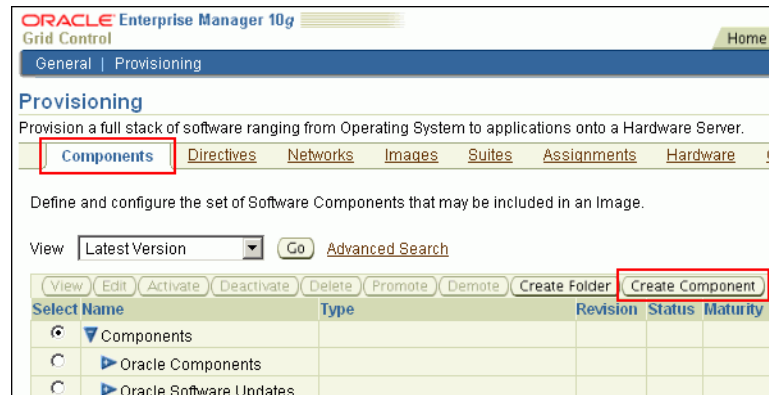 ORACLE Enterprise Manager 10g
Grid Control
Home
General | Provisioning
Provisioning
Provision a full stack of software ranging from Operating System to applications onto a Hardware Server.
Components Directives Networks Images Suites Assignments Hardware
Define and configure the set of Software Components that may be included in an Image.
View Latest Version Go Advanced Search
View Edit Activate Deactivate Delete Promote Demote Create Folder Create Component
Select Name Type Revision Status Maturity
Components
Oracle Components
Oracle Software Updates